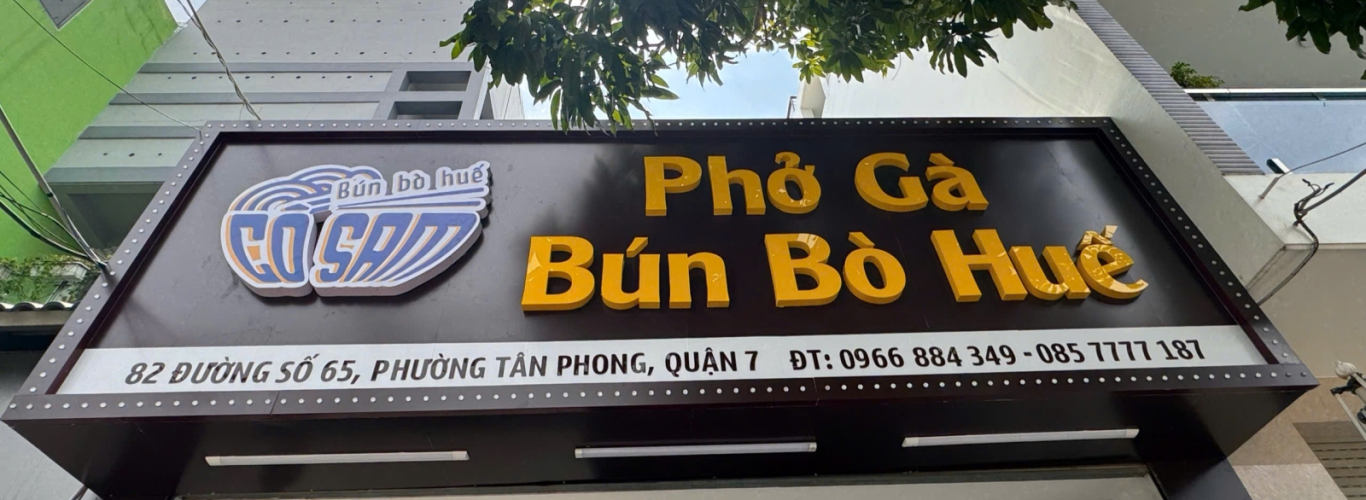 Bún bò huế
CÔ SAM
Phở Gà
Bún Bò Huế
82 ĐƯỜNG SỐ 65, PHƯỜNG TÂN PHONG, QUẬN 7 ĐT: 0966 884 349 - 085 7777 187